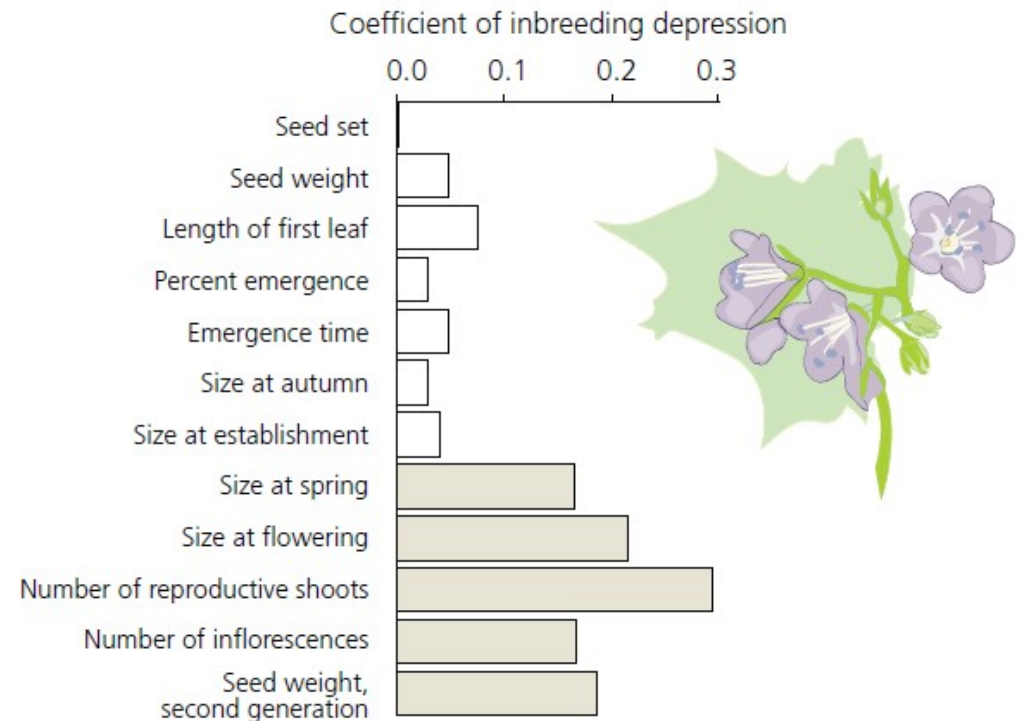 Coefficient of inbreeding depression
0.0 0.1 0.2 0.3
Seed set
Seed weight
Length of first leaf
Percent emergence
Emergence time
Size at autumn
Size at establishment
Size at spring
Size at flowering
Number of reproductive shoots
Number of inflorescences
Seed weight,
second generation